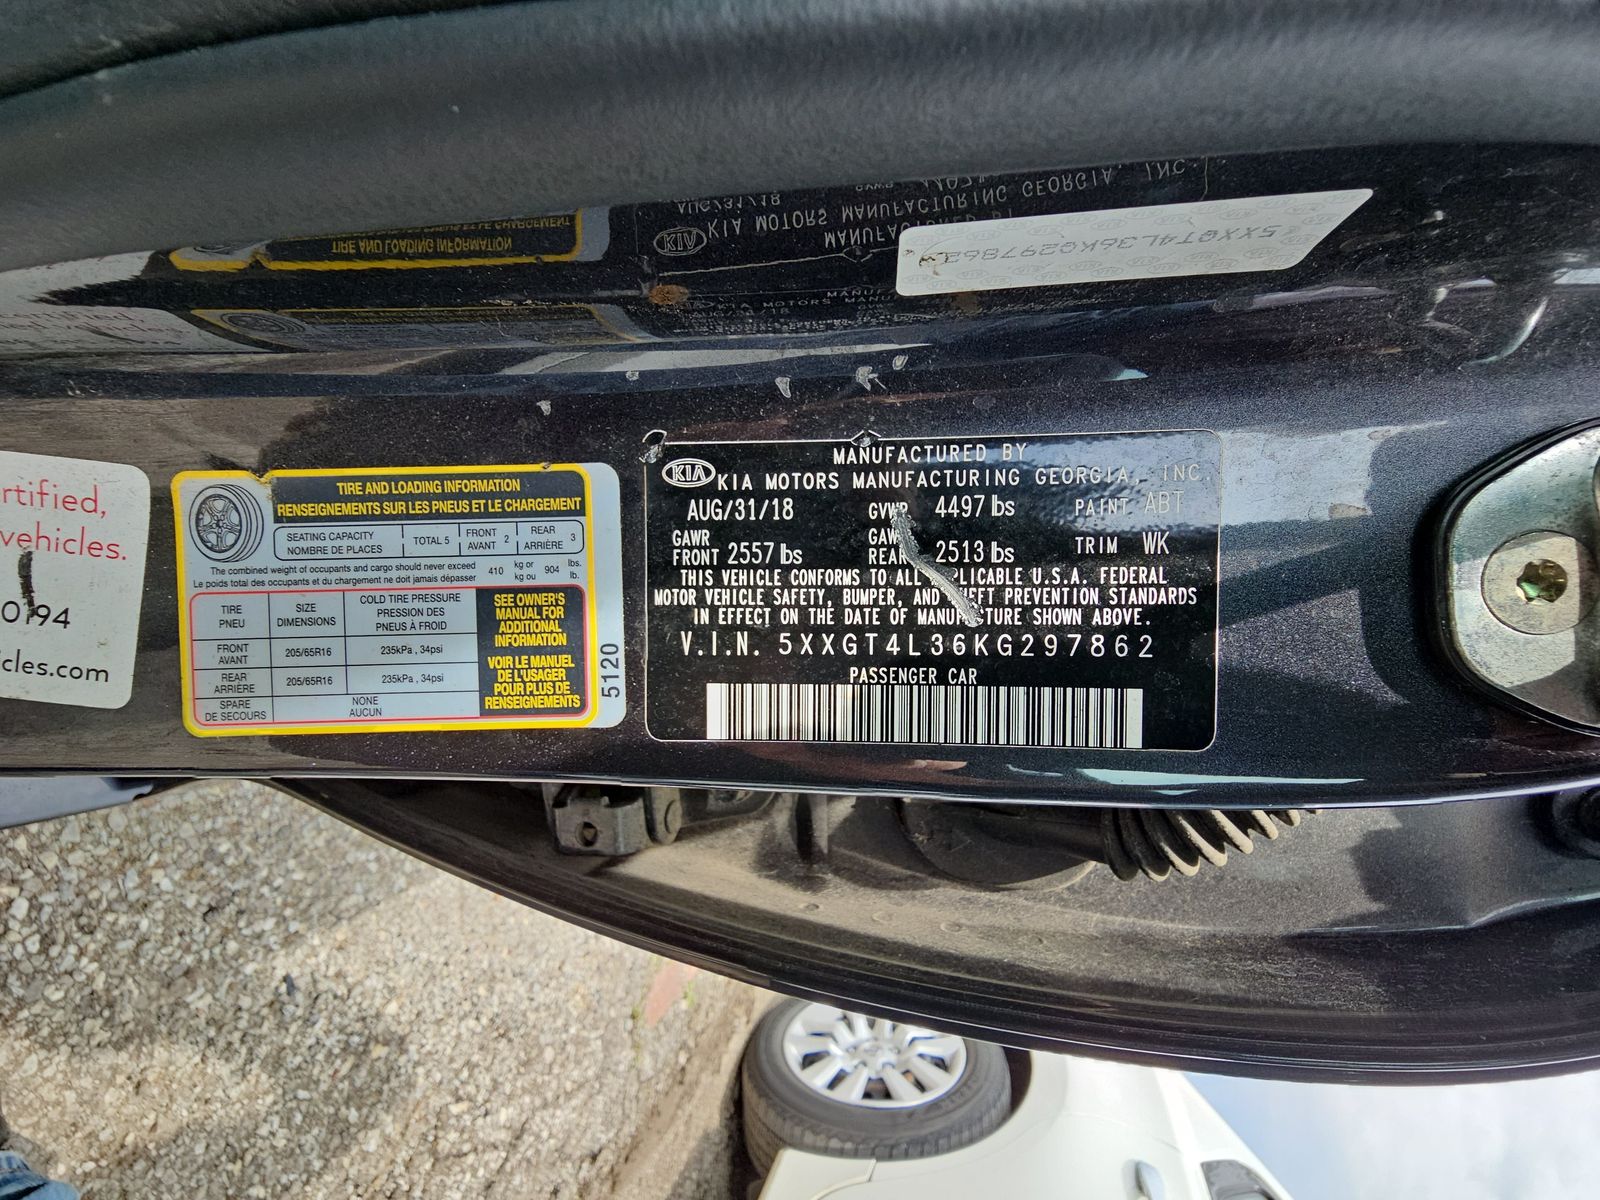 rtified,
vehicles.
0194
icles.com
TIRE AND LOADING INFORMATION
RENSEIGNEMENTS SUR LES PNEUS ET LE CHARGEMENT
SEATING CAPACITY
NOMBRE DE PLACES
TOTAL 5
FRONT
AVANT 2
REAR
ARRIÈRE 3
The combined weight of occupants and cargo should never exceed 410 kg or 904 lbs.
Le poids total des occupants et du chargement ne doit jamais dépasser kg ou lb.
TIRE
PNEU
SIZE
DIMENSIONS
COLD TIRE PRESSURE
PRESSION DES
PNEUS À FROID
FRONT
AVANT
205/65R16
235kPa , 34psi
REAR
ARRIÈRE
205/65R16
235kPa , 34psi
SPARE
DE SECOURS
NONE
AUCUN
SEE OWNER'S
MANUAL FOR
ADDITIONAL
INFORMATION
VOIR LE MANUEL
DE L'USAGER
POUR PLUS DE
RENSEIGNEMENTS
5120
MANUFACTURED BY
KIA KIA MOTORS MANUFACTURING GEORGIA, INC.
AUG/31/18 GVWR 4497 lbs PAINT ABT
GAWR
FRONT 2557 lbs
GAW
REAR 2513 lbs
TRIM WK
THIS VEHICLE CONFORMS TO ALL PLICABLE U.S.A. FEDERAL
MOTOR VEHICLE SAFETY, BUMPER, AND THEFT PREVENTION STANDARDS
IN EFFECT ON THE DATE OF MANUFACTURE SHOWN ABOVE.
V.I.N. 5XXGT4L36KG297862
PASSENGER CAR
5XXGT4L36KG297862